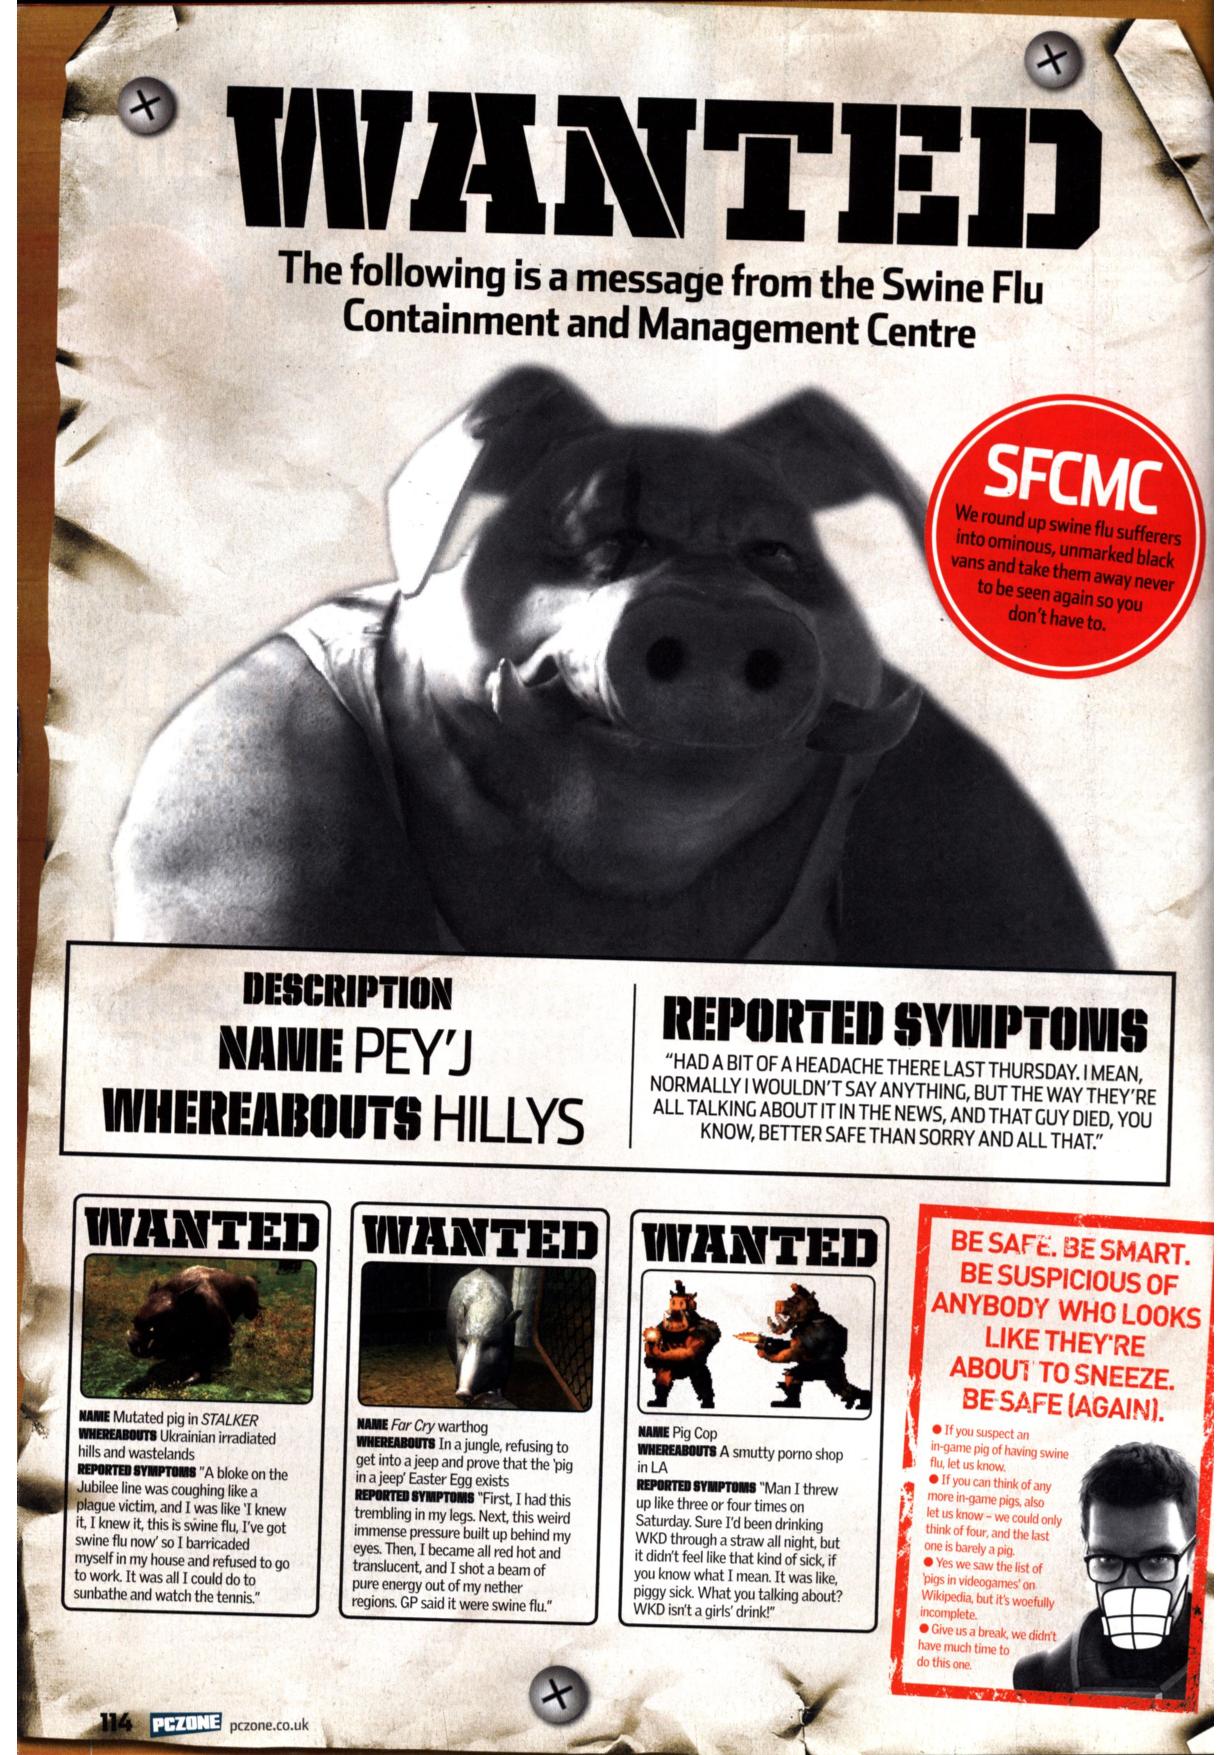 WANTED
The following is a message from the Swine Flu
Containment and Management Centre
SFCMC
We round up swine flu sufferers
into ominous, unmarked black
vans and take them away never
to be seen again so you
don't have to.
DESCRIPTION
NAME PEY'J
WHEREABOUTS HILLYS
REPORTED SYMPTOMS
"HAD A BIT OF A HEADACHE THERE LAST THURSDAY. I MEAN,
NORMALLY I WOULDN'T SAY ANYTHING, BUT THE WAY THEY'RE
ALL TALKING ABOUT IT IN THE NEWS, AND THAT GUY DIED, YOU
KNOW, BETTER SAFE THAN SORRY AND ALL THAT."
WANTED
NAME Mutated pig in STALKER
WHEREABOUTS Ukrainian irradiated
hills and wastelands
REPORTED SYMPTOMS "A bloke on the
Jubilee line was coughing like a
plague victim, and I was like 'I knew
it, I knew it, this is swine flu, I've got
swine flu now' so I barricaded
myself in my house and refused to go
to work. It was all I could do to
sunbathe and watch the tennis."
WANTED
NAME Far Cry warthog
WHEREABOUTS In a jungle, refusing to
get into a jeep and prove that the 'pig
in a jeep' Easter Egg exists
REPORTED SYMPTOMS "First, I had this
trembling in my legs. Next, this weird
immense pressure built up behind my
eyes. Then, I became all red hot and
translucent, and I shot a beam of
pure energy out of my nether
regions. GP said it were swine flu."
WANTED
NAME Pig Cop
WHEREABOUTS A smutty porno shop
in LA
REPORTED SYMPTOMS "Man I threw
up like three or four times on
Saturday. Sure I'd been drinking
WKD through a straw all night, but
it didn't feel like that kind of sick, if
you know what I mean. It was like,
piggy sick. What you talking about?
WKD isn't a girls' drink!"
BE SAFE. BE SMART.
BE SUSPICIOUS OF
ANYBODY WHO LOOKS
LIKE THEY'RE
ABOUT TO SNEEZE.
BE SAFE (AGAIN).
● If you suspect an
in-game pig of having swine
flu, let us know.
● If you can think of any
more in-game pigs, also
let us know – we could only
think of four, and the last
one is barely a pig.
● Yes we saw the list of
'pigs in videogames' on
Wikipedia, but it's woefully
incomplete.
● Give us a break, we didn't
have much time to
do this one.
114 PCZONE pczone.co.uk